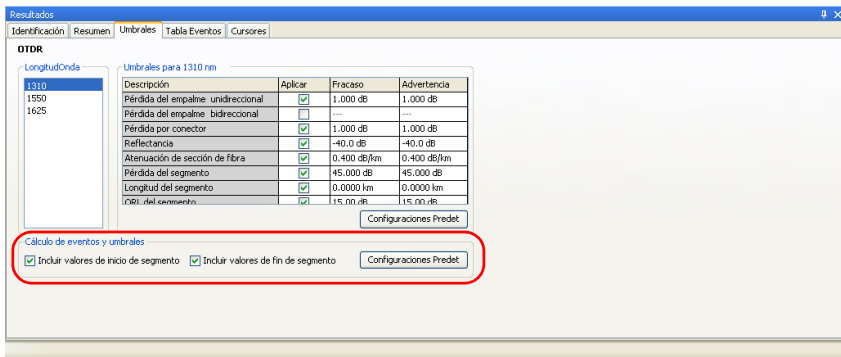 Resultados
Identificación Resumen Umbrales Tabla Eventos Cursores
OTDR
LongitudOnda
1310
1550
1625
Umbrales para 1310 nm
Descripción Aplicar Fracaso Advertencia
Pérdida del empalme unidireccional 1.000 dB 1.000 dB
Pérdida del empalme bidireccional --- ---
Pérdida por conector 1.000 dB 1.000 dB
Reflectancia -40.0 dB -40.0 dB
Atenuación de sección de fibra 0.400 dB/km 0.400 dB/km
Pérdida del segmento 45.000 dB 45.000 dB
Longitud del segmento 0.0000 km 0.0000 km
ORL del segmento 15.00 dB 15.00 dB
Configuraciones Predet
Cálculo de eventos y umbrales
Incluir valores de inicio de segmento Incluir valores de fin de segmento Configuraciones Predet